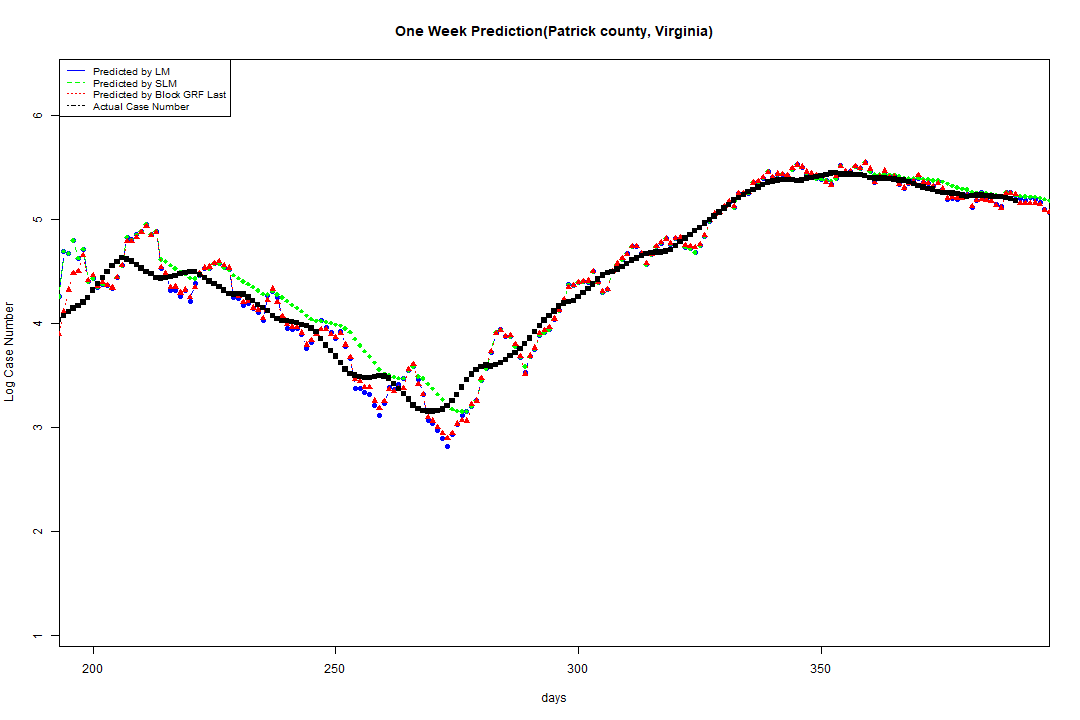 One Week Prediction(Patrick county, Virginia)
Predicted by LM
Predicted by SLM
Predicted by Block GRF Last
Actual Case Number
Log Case Number
6
5
4
3
2
1
200 250 300 350
days